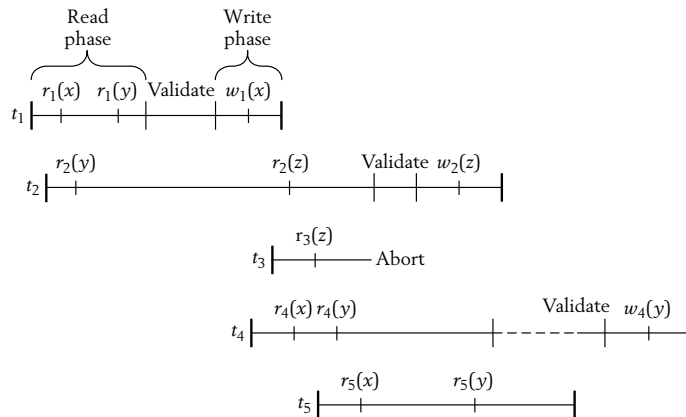 Read phase
Write phase
r₁(x) r₁(y) Validate w₁(x)
t₁
r₂(y) r₂(z) Validate w₂(z)
t₂
r₃(z)
t₃ Abort
r₄(x) r₄(y) Validate w₄(y)
t₄
r₅(x) r₅(y)
t₅